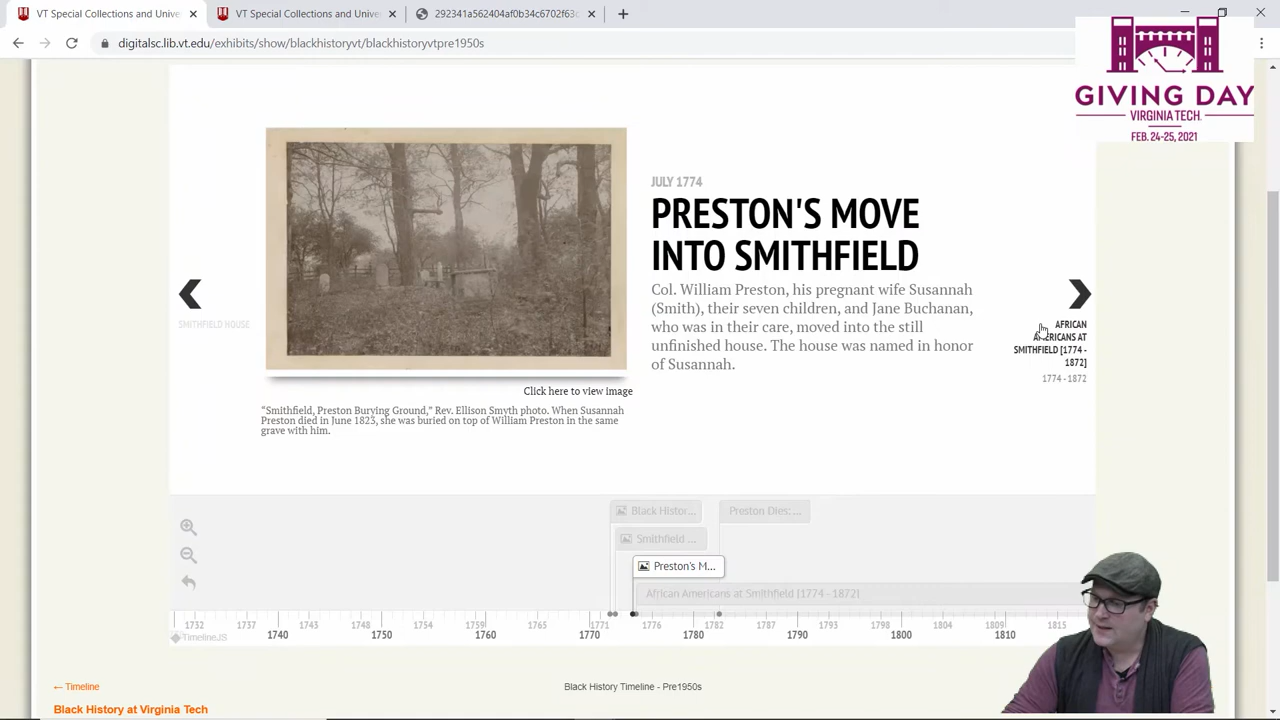 VT Special Collections and Unive
VT Special Collections and Unive
292341a562404af0b34c6702f63c
digitalsc.lib.vt.edu/exhibits/show/blackhistoryvt/blackhistoryvtpre1950s
GIVING DAY
VIRGINIA TECH.
FEB. 24-25, 2021
JULY 1774
PRESTON'S MOVE
INTO SMITHFIELD
Col. William Preston, his pregnant wife Susannah
(Smith), their seven children, and Jane Buchanan,
who was in their care, moved into the still
unfinished house. The house was named in honor
of Susannah.
SMITHFIELD HOUSE
AFRICAN
AMERICANS AT
SMITHFIELD [1774 -
1872]
1774 - 1872
Click here to view image
“Smithfield, Preston Burying Ground,” Rev. Ellison Smyth photo. When Susannah
Preston died in June 1823, she was buried on top of William Preston in the same
grave with him.
Black Histor...
Preston Dies: ...
Smithfield ...
Preston's M...
African Americans at Smithfield [1774 - 1872]
1732 1737 1743 1748 1754 1759 1765 1771 1776 1782 1787 1793 1798 1804 1809 1815
1740 1750 1760 1770 1780 1790 1800 1810
TimelineJS
← Timeline
Black History Timeline - Pre1950s
Black History at Virginia Tech